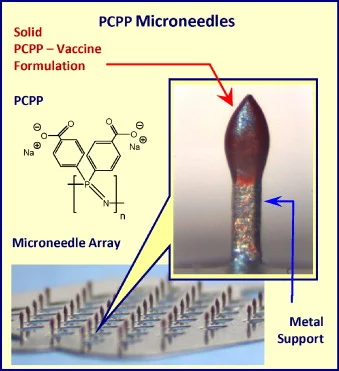 PCPP Microneedles
Solid
PCPP – Vaccine
Formulation
PCPP
O
O
⊖
Na
⊕
O
O
⊖
Na
⊕
P
N
n
Microneedle Array
Metal
Support